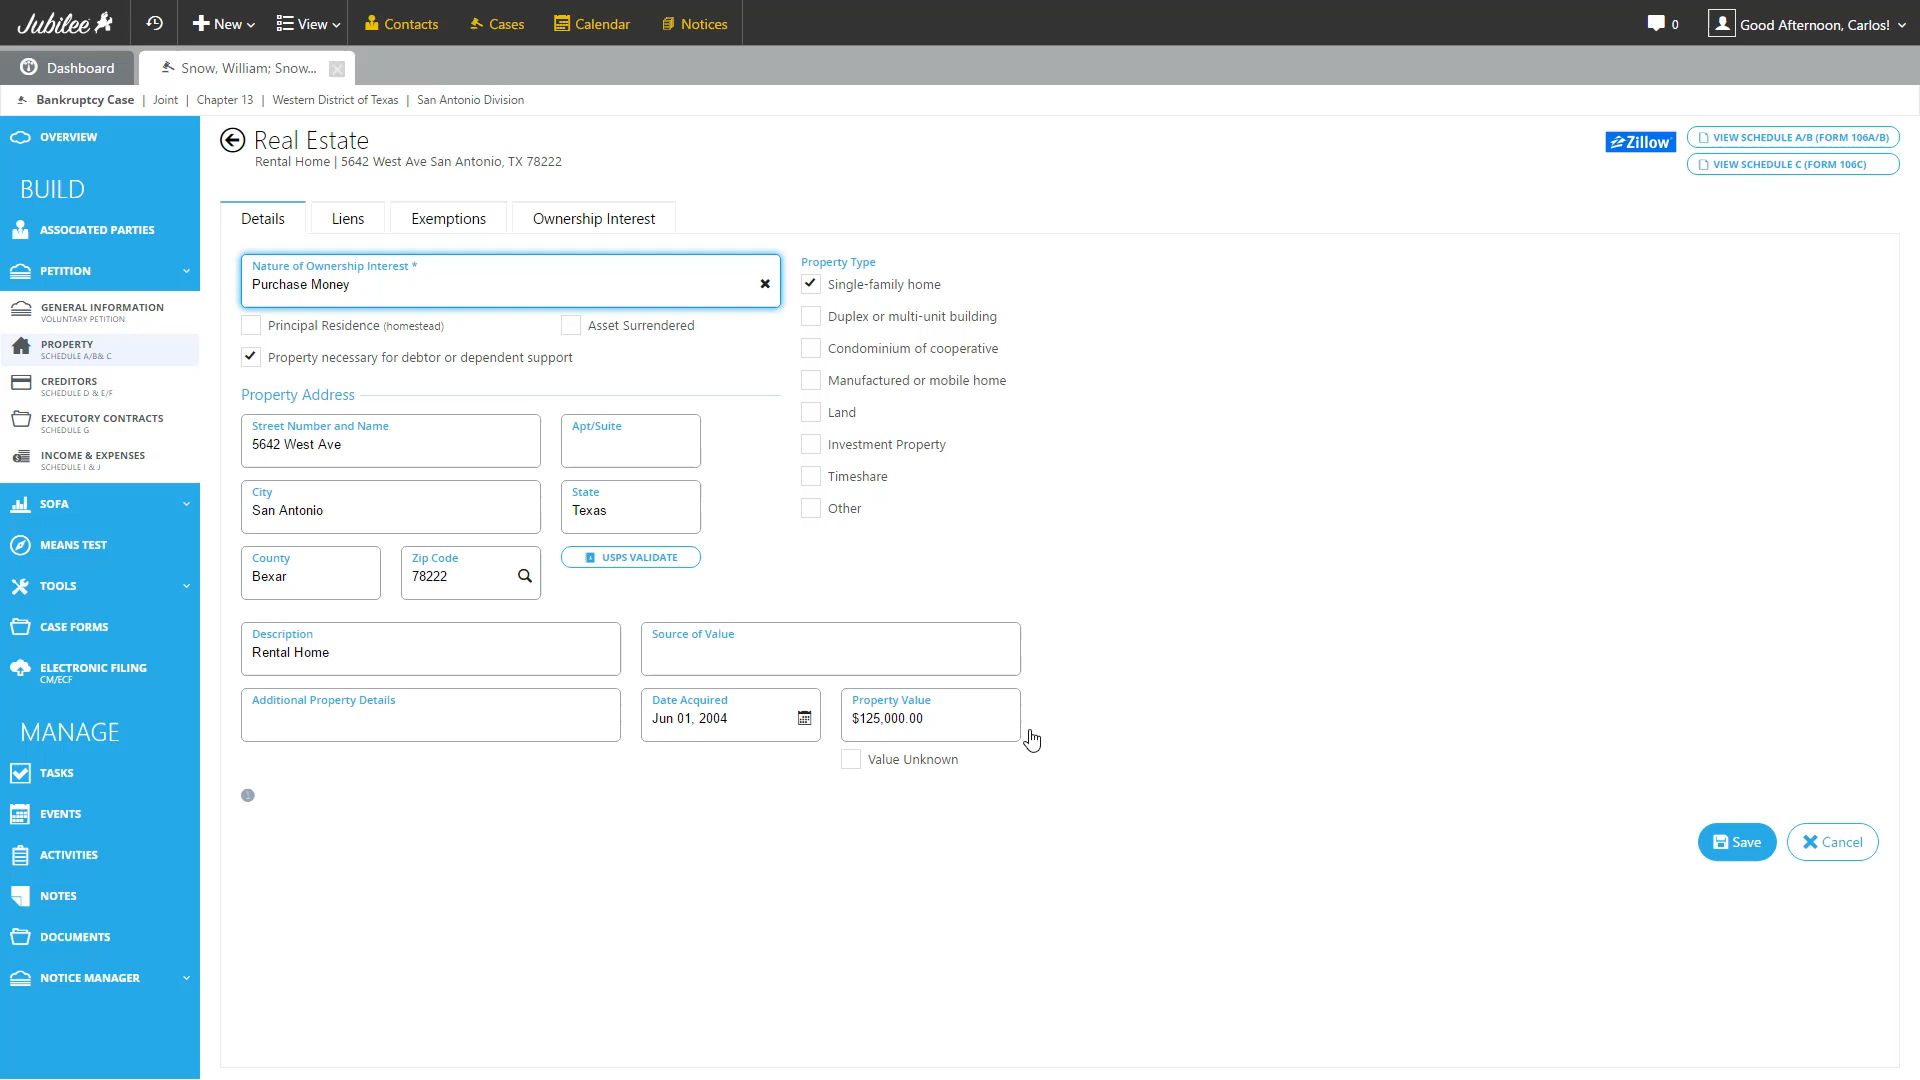 Jubilee
New
View
Contacts
Cases
Calendar
Notices
0
Good Afternoon, Carlos!
Dashboard
Snow, William; Snow...
Bankruptcy Case | Joint | Chapter 13 | Western District of Texas | San Antonio Division
OVERVIEW
BUILD
ASSOCIATED PARTIES
PETITION
GENERAL INFORMATION
VOLUNTARY PETITION
PROPERTY
SCHEDULE A/B& C
CREDITORS
SCHEDULE D & E/F
EXECUTORY CONTRACTS
SCHEDULE G
INCOME & EXPENSES
SCHEDULE I & J
SOFA
MEANS TEST
TOOLS
CASE FORMS
ELECTRONIC FILING
CM/ECF
MANAGE
TASKS
EVENTS
ACTIVITIES
NOTES
DOCUMENTS
NOTICE MANAGER
Real Estate
Rental Home | 5642 West Ave San Antonio, TX 78222
Zillow
VIEW SCHEDULE A/B (FORM 106A/B)
VIEW SCHEDULE C (FORM 106C)
Details
Liens
Exemptions
Ownership Interest
Nature of Ownership Interest *
Purchase Money
Principal Residence (homestead)
Asset Surrendered
Property necessary for debtor or dependent support
Property Type
Single-family home
Duplex or multi-unit building
Condominium of cooperative
Manufactured or mobile home
Land
Investment Property
Timeshare
Other
Property Address
Street Number and Name
5642 West Ave
Apt/Suite
City
San Antonio
State
Texas
County
Bexar
Zip Code
78222
USPS VALIDATE
Description
Rental Home
Source of Value
Additional Property Details
Date Acquired
Jun 01, 2004
Property Value
$125,000.00
Value Unknown
Save
Cancel